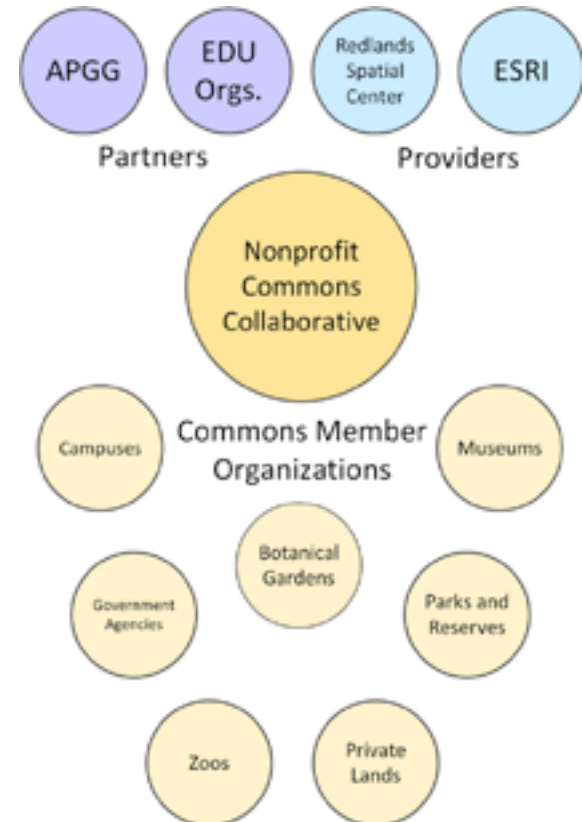 APGG
EDU
Orgs.
Redlands
Spatial
Center
ESRI
Partners
Providers
Nonprofit
Commons
Collaborative
Commons Member
Organizations
Campuses
Museums
Botanical
Gardens
Government
Agencies
Parks and
Reserves
Zoos
Private
Lands